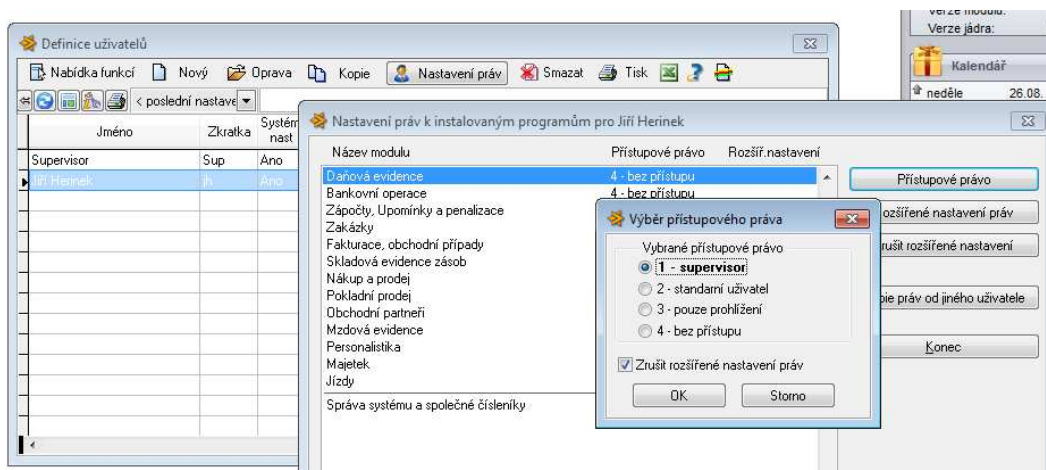 Verze modulu:
Verze jádra:
Kalendář
neděle 26.08.
Definice uživatelů
Nabídka funkcí Nový Oprava Kopie Nastavení práv Smazat Tisk
< poslední nastave
Jméno Zkratka Systém nast
Supervisor Sup Ano
Jiří Herinek jh Ano
Nastavení práv k instalovaným programům pro Jiří Herinek
Název modulu Přístupové právo Rozšíř.nastavení
Daňová evidence 4 - bez přístupu
Bankovní operace 4 - bez přístupu
Zápočty, Upomínky a penalizace
Zakázky
Fakturace, obchodní případy
Skladová evidence zásob
Nákup a prodej
Pokladní prodej
Obchodní partneři
Mzdová evidence
Personalistika
Majetek
Jízdy
Správa systému a společné číselníky
Přístupové právo
ozšířené nastavení práv
rušit rozšířené nastavení
pie práv od jiného uživatele
Konec
Výběr přístupového práva
Vybrané přístupové právo
1 - supervisor
2 - standarní uživatel
3 - pouze prohlížení
4 - bez přístupu
Zrušit rozšířené nastavení práv
OK Storno